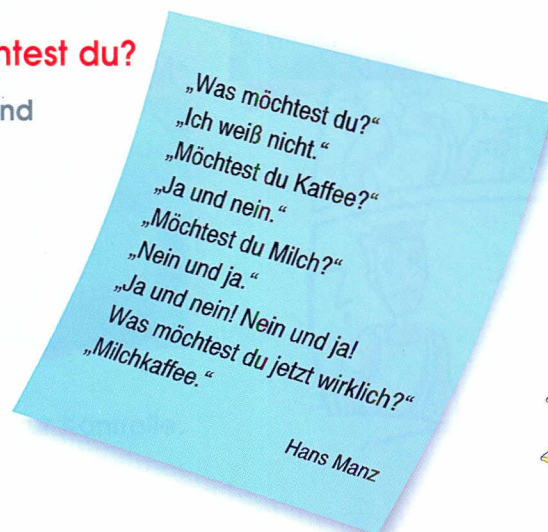 htest du?
nd
„Was möchtest du?“
„Ich weiß nicht.“
„Möchtest du Kaffee?“
„Ja und nein.“
„Möchtest du Milch?“
„Nein und ja.“
„Ja und nein! Nein und ja!
Was möchtest du jetzt wirklich?“
„Milchkaffee.“
Hans Manz